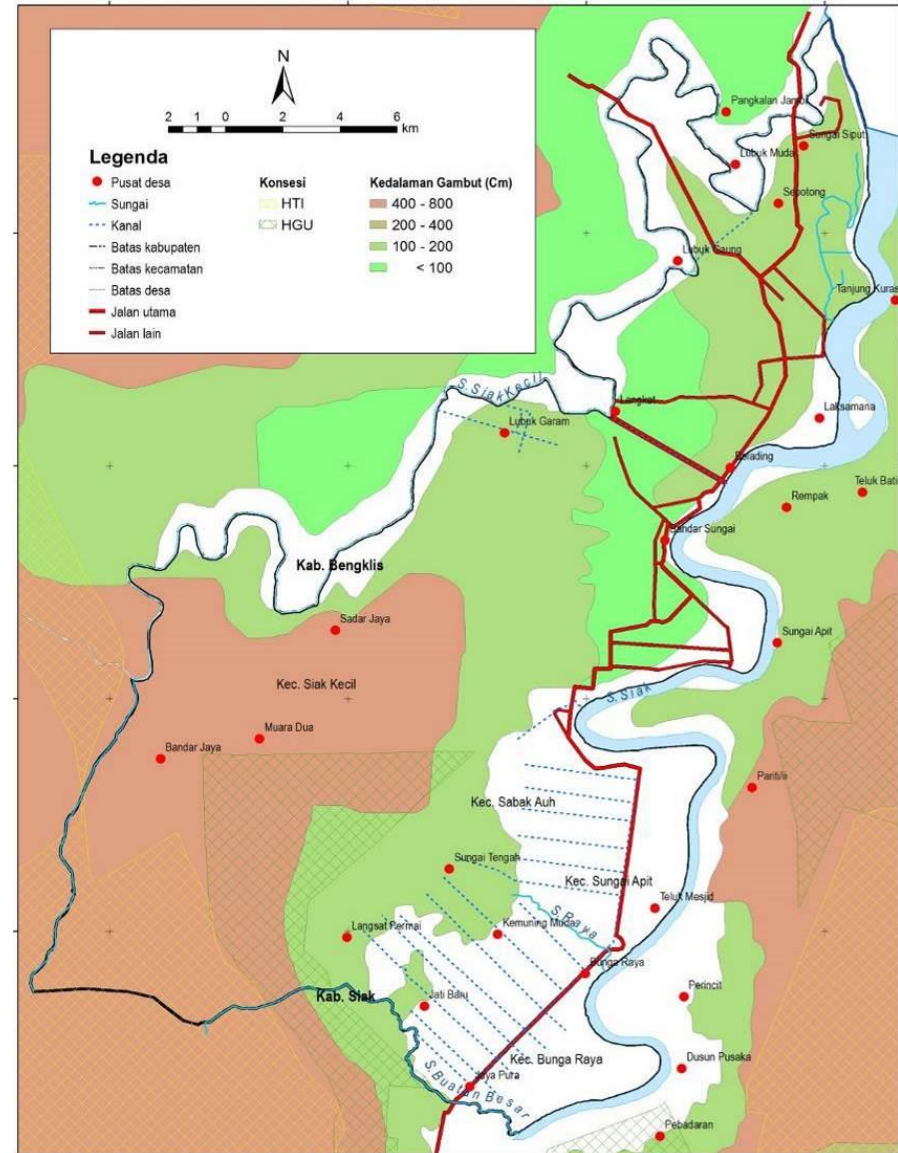 N
2 1 0 2 4 6
km
Legenda
Pusat desa
Sungai
Kanal
Batas kabupaten
Batas kecamatan
Batas desa
Jalan utama
Jalan lain
Konsesi
HTI
HGU
Kedalaman Gambut (Cm)
400 - 800
200 - 400
100 - 200
< 100
Pangkalan Jambi
Sungai Siput
Lubuk Muda
Sepotong
Lubuk Gaung
Tanjung Kuras
S. Siak Kecil
Langkat
Laksamana
Lubuk Garam
Belading
Teluk Bati
Rempak
Bandar Sungai
Kab. Bengklis
Sadar Jaya
Sungai Apit
Kec. Siak Kecil
S. Siak
Muara Dua
Bandar Jaya
Kec. Sabak Auh
Sungai Tengah
Kec. Sungai Apit
Teluk Mesjid
S. Raya
Langsat Permai
Kemuning Muda
Bunga Raya
Kab. Siak
Jati Baru
Perincit
Kec. Bunga Raya
Dusun Pusaka
Jaya Pura
S. Buatan Besar
Pebadaran